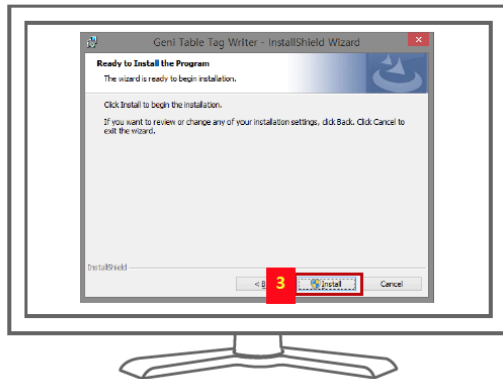 Geni Table Tag Writer - InstallShield Wizard
Ready to Install the Program
The wizard is ready to begin installation.
Click Install to begin the installation.
If you want to review or change any of your installation settings, click Back. Click Cancel to
exit the wizard.
InstallShield
< B 3 Install Cancel